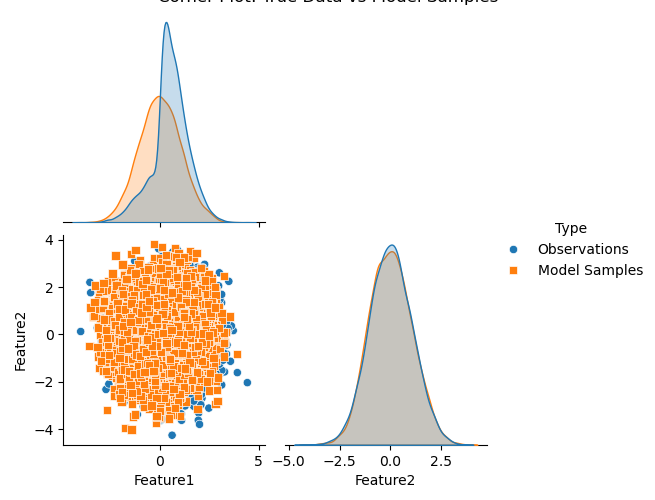 Corner Plot: True Data vs Model Samples
Type
Observations
Model Samples
4
2
0
−2
−4
Feature2
0
5
Feature1
−5.0
−2.5
0.0
2.5
Feature2